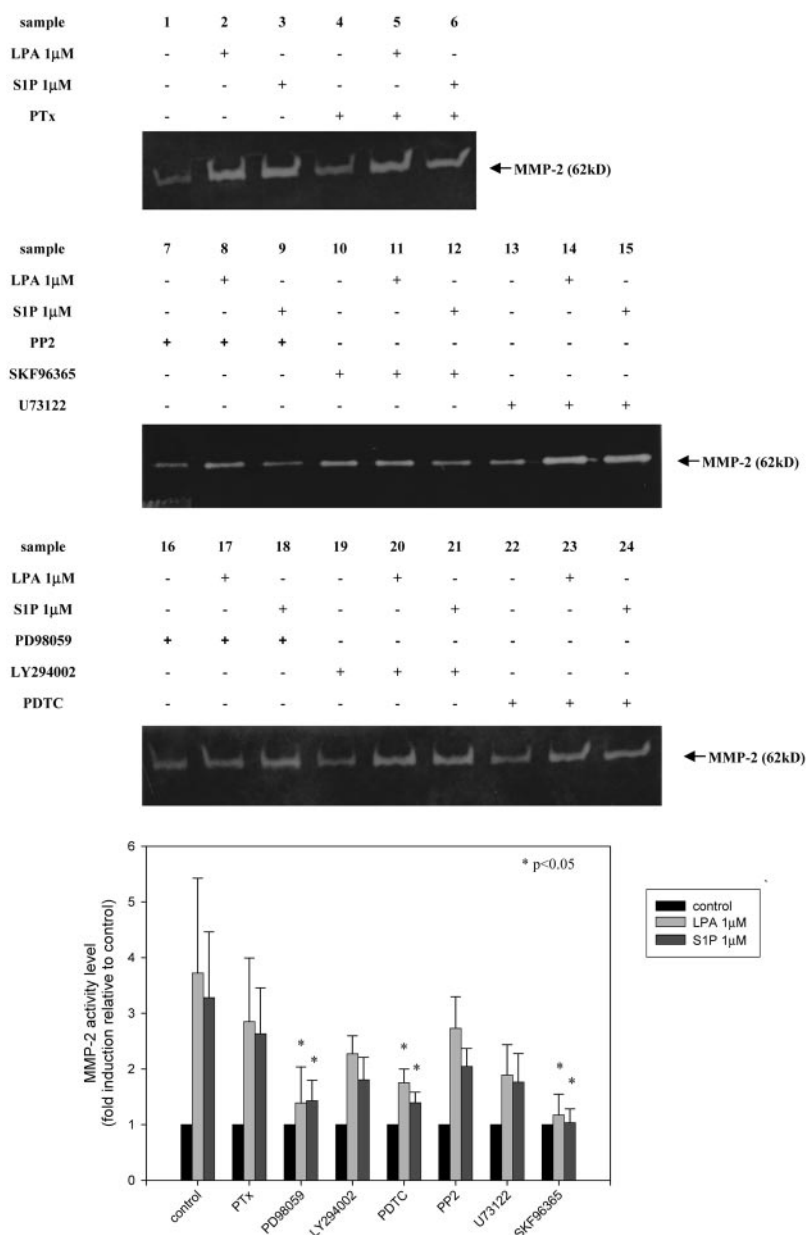 sample 1 2 3 4 5 6
LPA 1µM - + - - + -
S1P 1µM - - + - - +
PTx - - - + + +
MMP-2 (62kD)
sample 7 8 9 10 11 12 13 14 15
LPA 1µM - + - - + - - + -
S1P 1µM - - + - - + - - +
PP2 + + + - - - - - -
SKF96365 - - - + + + - - -
U73122 - - - - - - + + +
MMP-2 (62kD)
sample 16 17 18 19 20 21 22 23 24
LPA 1µM - + - - + - - + -
S1P 1µM - - + - - + - - +
PD98059 + + + - - - - - -
LY294002 - - - + + + - - -
PDTC - - - - - - + + +
MMP-2 (62kD)
MMP-2 activity level
(fold induction relative to control)
6
5
4
3
2
1
0
* p<0.05
* * * * * *
control
LPA 1µM
S1P 1µM
control PTx PD98059 LY294002 PDTC PP2 U73122 SKF96365